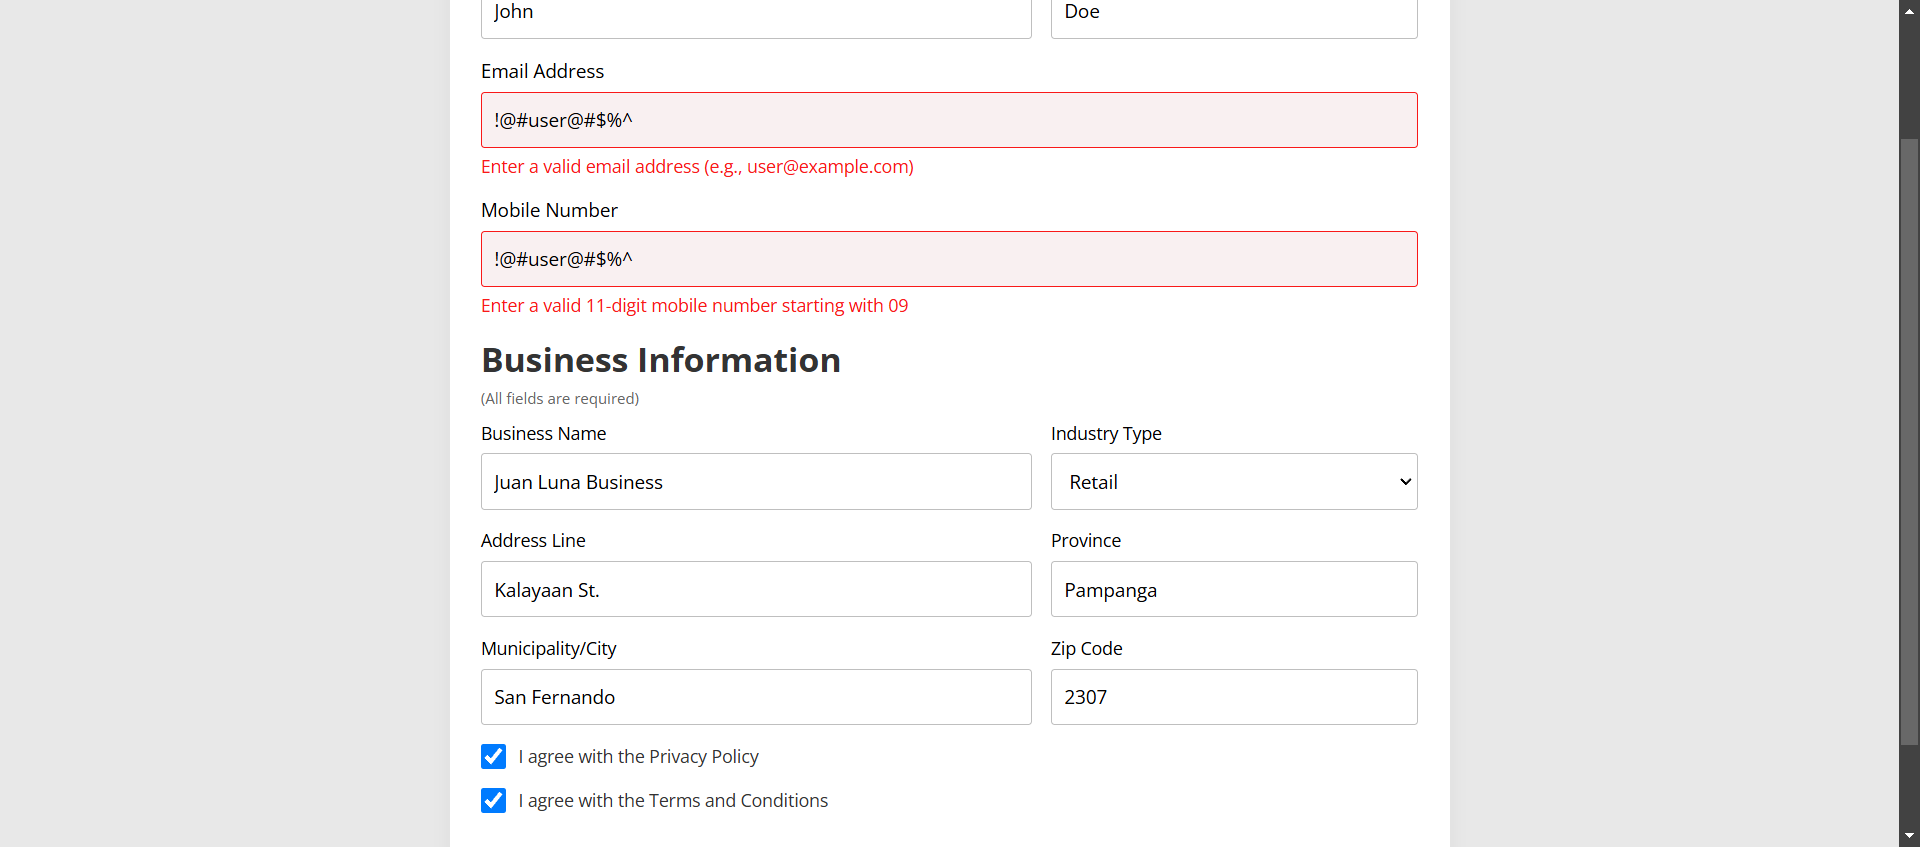 John Doe
Email Address
!@#user@#$%^
Enter a valid email address (e.g., user@example.com)
Mobile Number
!@#user@#$%^
Enter a valid 11-digit mobile number starting with 09
Business Information
(All fields are required)
Business Name Industry Type
Juan Luna Business Retail
Address Line Province
Kalayaan St. Pampanga
Municipality/City Zip Code
San Fernando 2307
I agree with the Privacy Policy
I agree with the Terms and Conditions